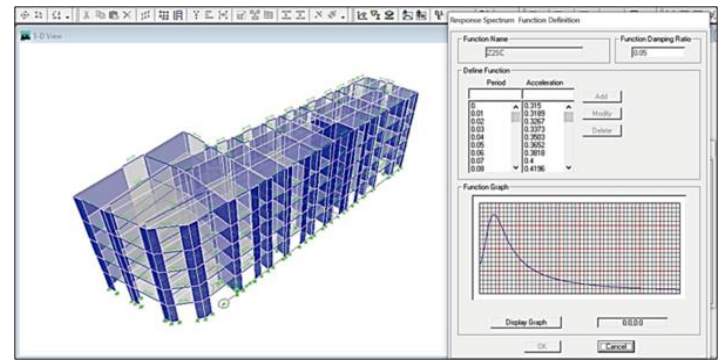 3-D View
Response Spectrum Function Definition
Function Name
Function Damping Ratio
Z25C
0.05
Define Function
Period
Acceleration
0.
0.01
0.02
0.03
0.04
0.05
0.06
0.07
0.08
0.315
0.3189
0.3267
0.3373
0.3503
0.3652
0.3818
0.4
0.4196
Add
Modify
Delete
Function Graph
Display Graph
OK
Cancel